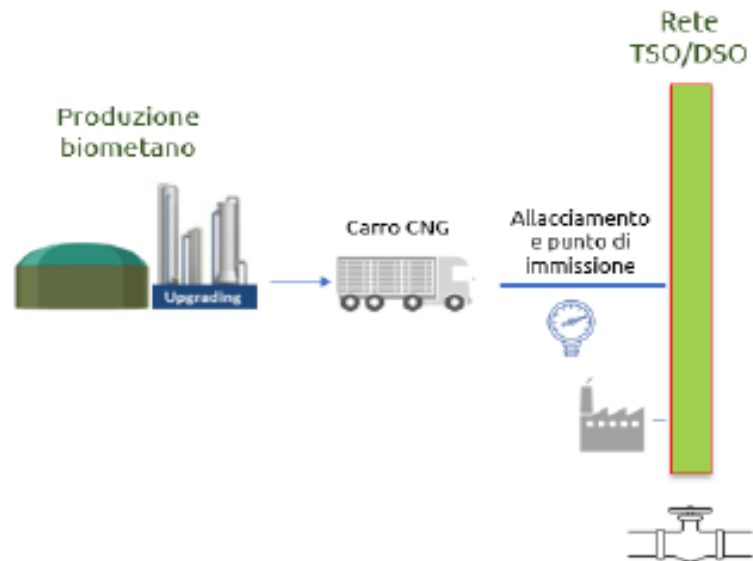 Rete
TSO/DSO
Produzione
biometano
Upgrading
Carro CNG
Allacciamento
e punto di
immissione